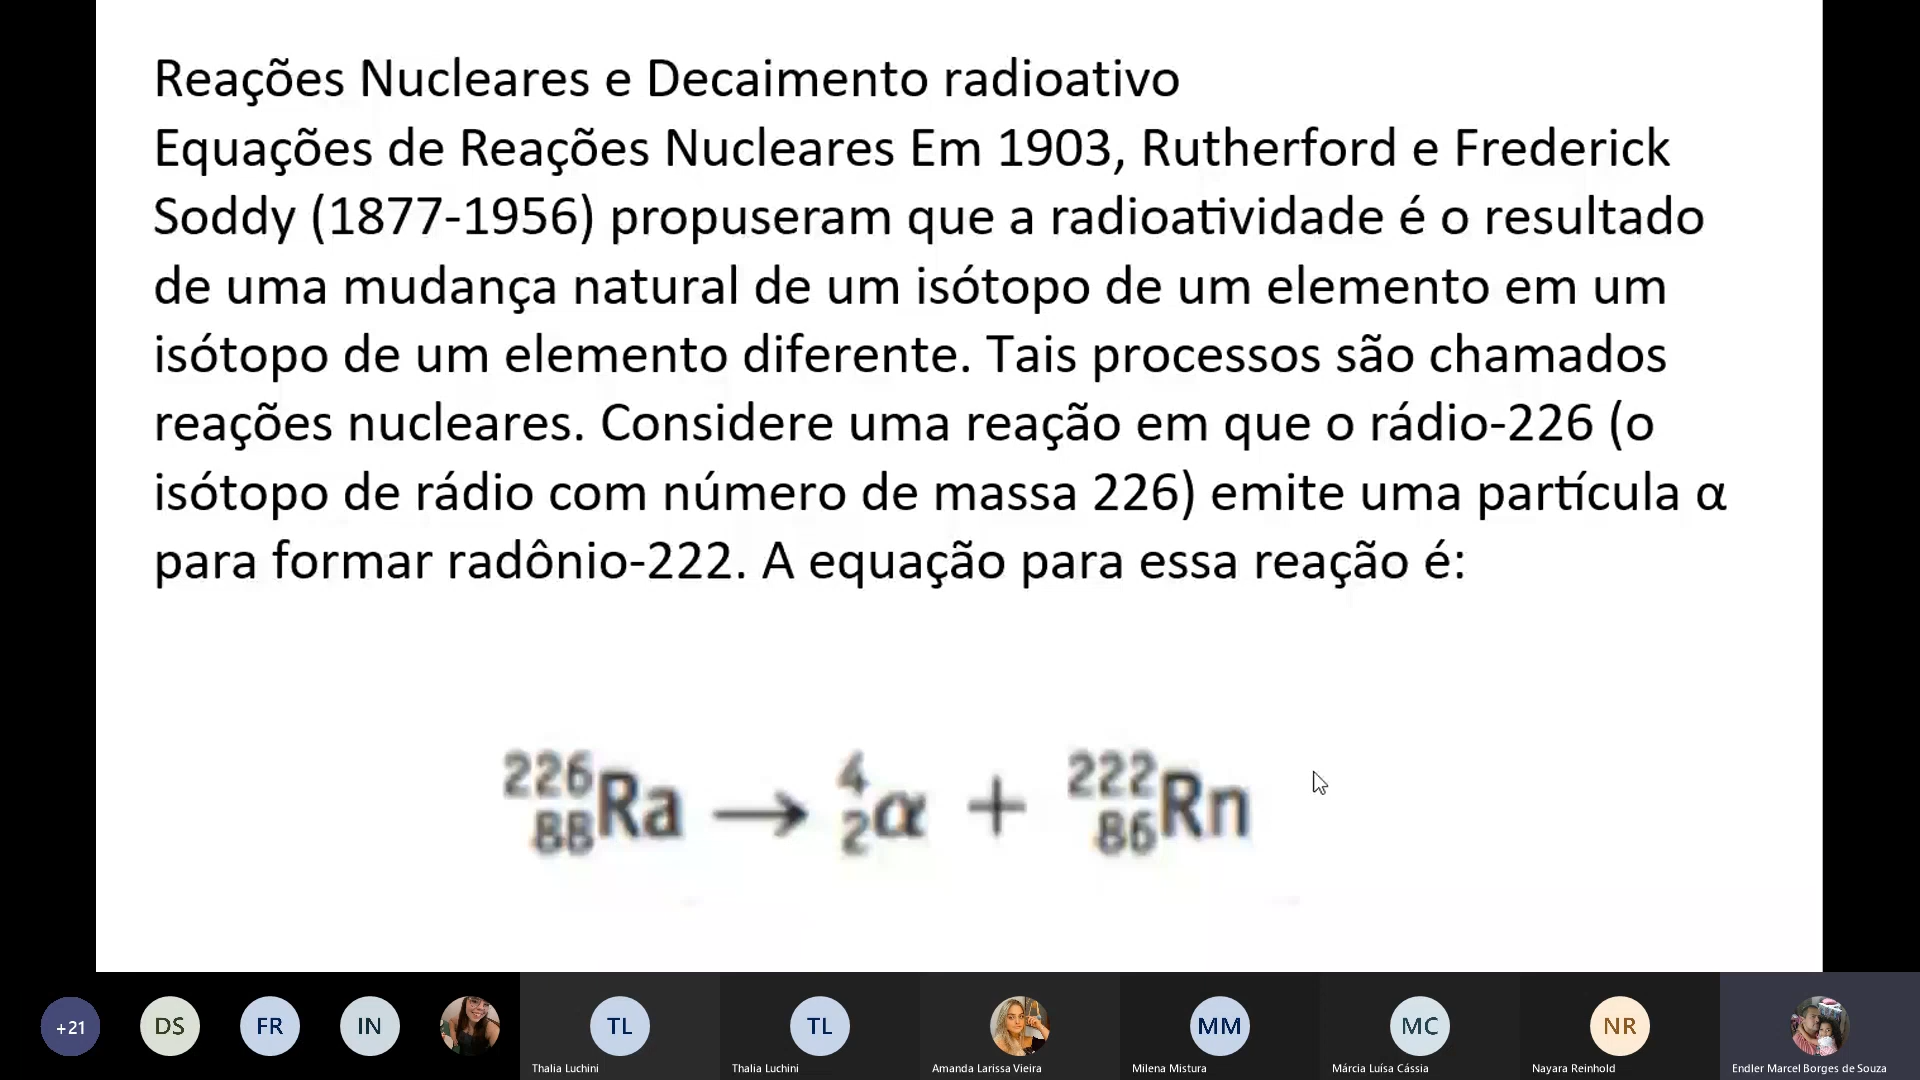 Reações Nucleares e Decaimento radioativo
Equações de Reações Nucleares Em 1903, Rutherford e Frederick
Soddy (1877-1956) propuseram que a radioatividade é o resultado
de uma mudança natural de um isótopo de um elemento em um
isótopo de um elemento diferente. Tais processos são chamados
reações nucleares. Considere uma reação em que o rádio-226 (o
isótopo de rádio com número de massa 226) emite uma partícula α
para formar radônio-222. A equação para essa reação é:
²²⁶₈₈Ra → ⁴₂α + ²²²₈₆Rn
+21 DS FR IN TL TL MM MC NR
Thalia Luchini Thalia Luchini Amanda Larissa Vieira Milena Mistura Márcia Luísa Cássia Nayara Reinhold Endler Marcel Borges de Souza